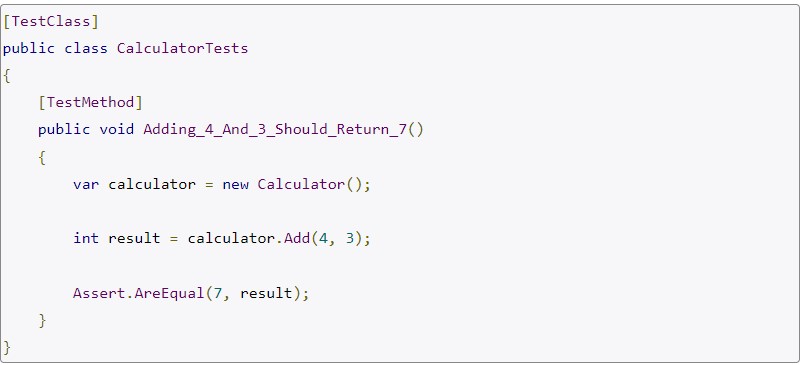 [TestClass]
public class CalculatorTests
{
    [TestMethod]
    public void Adding_4_And_3_Should_Return_7()
    {
        var calculator = new Calculator();
        int result = calculator.Add(4, 3);
        Assert.AreEqual(7, result);
    }
}